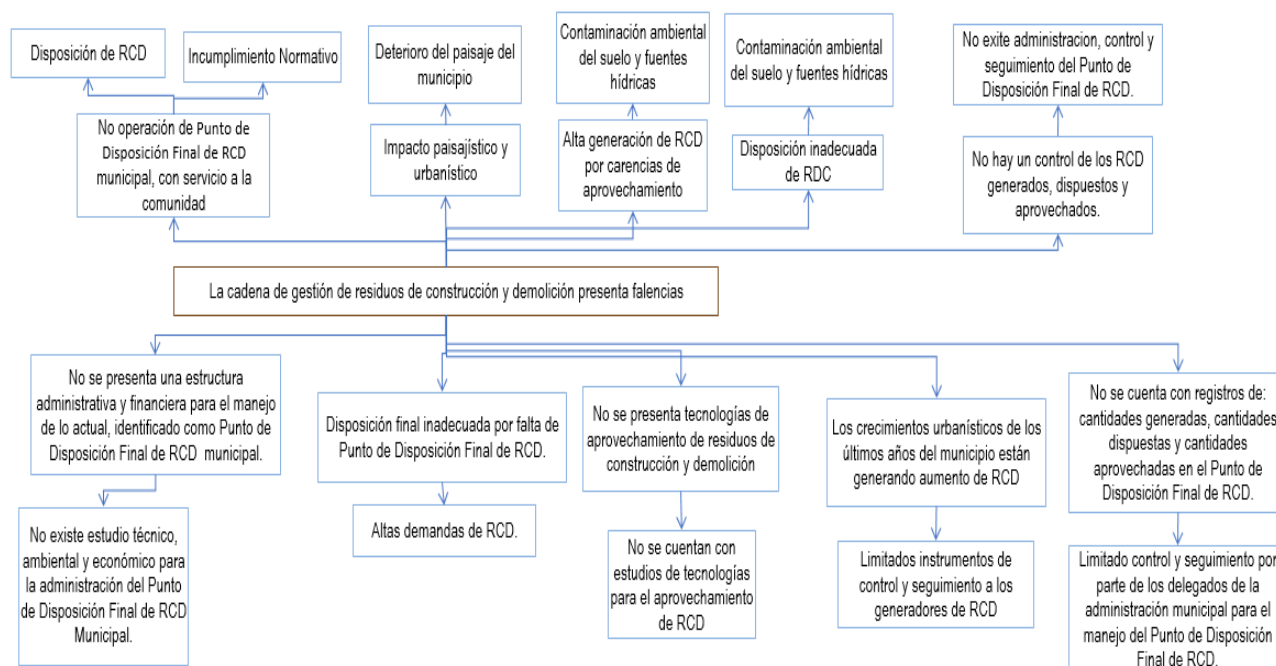 Disposición de RCD
Incumplimiento Normativo
Deterioro del paisaje del
municipio
Contaminación ambiental
del suelo y fuentes
hídricas
Contaminación ambiental
del suelo y fuentes hídricas
No exite administracion, control y
seguimiento del Punto de
Disposición Final de RCD.
No operación de Punto de
Disposición Final de RCD
municipal, con servicio a la
comunidad
Impacto paisajístico y
urbanístico
Alta generación de RCD
por carencias de
aprovechamiento
Disposición inadecuada
de RDC
No hay un control de los RCD
generados, dispuestos y
aprovechados.
La cadena de gestión de residuos de construcción y demolición presenta falencias
No se presenta una estructura
administrativa y financiera para el manejo
de lo actual, identificado como Punto de
Disposición Final de RCD municipal.
Disposición final inadecuada por falta de
Punto de Disposición Final de RCD.
No se presenta tecnologías de
aprovechamiento de residuos de
construcción y demolición
Los crecimientos urbanísticos de los
últimos años del municipio están
generando aumento de RCD
No se cuenta con registros de:
cantidades generadas, cantidades
dispuestas y cantidades
aprovechadas en el Punto de
Disposición Final de RCD.
No existe estudio técnico,
ambiental y económico para
la administración del Punto
de Disposición Final de RCD
Municipal.
Altas demandas de RCD.
No se cuentan con
estudios de tecnologías
para el aprovechamiento
de RCD
Limitados instrumentos de
control y seguimiento a los
generadores de RCD
Limitado control y seguimiento por
parte de los delegados de la
administración municipal para el
manejo del Punto de Disposición
Final de RCD.